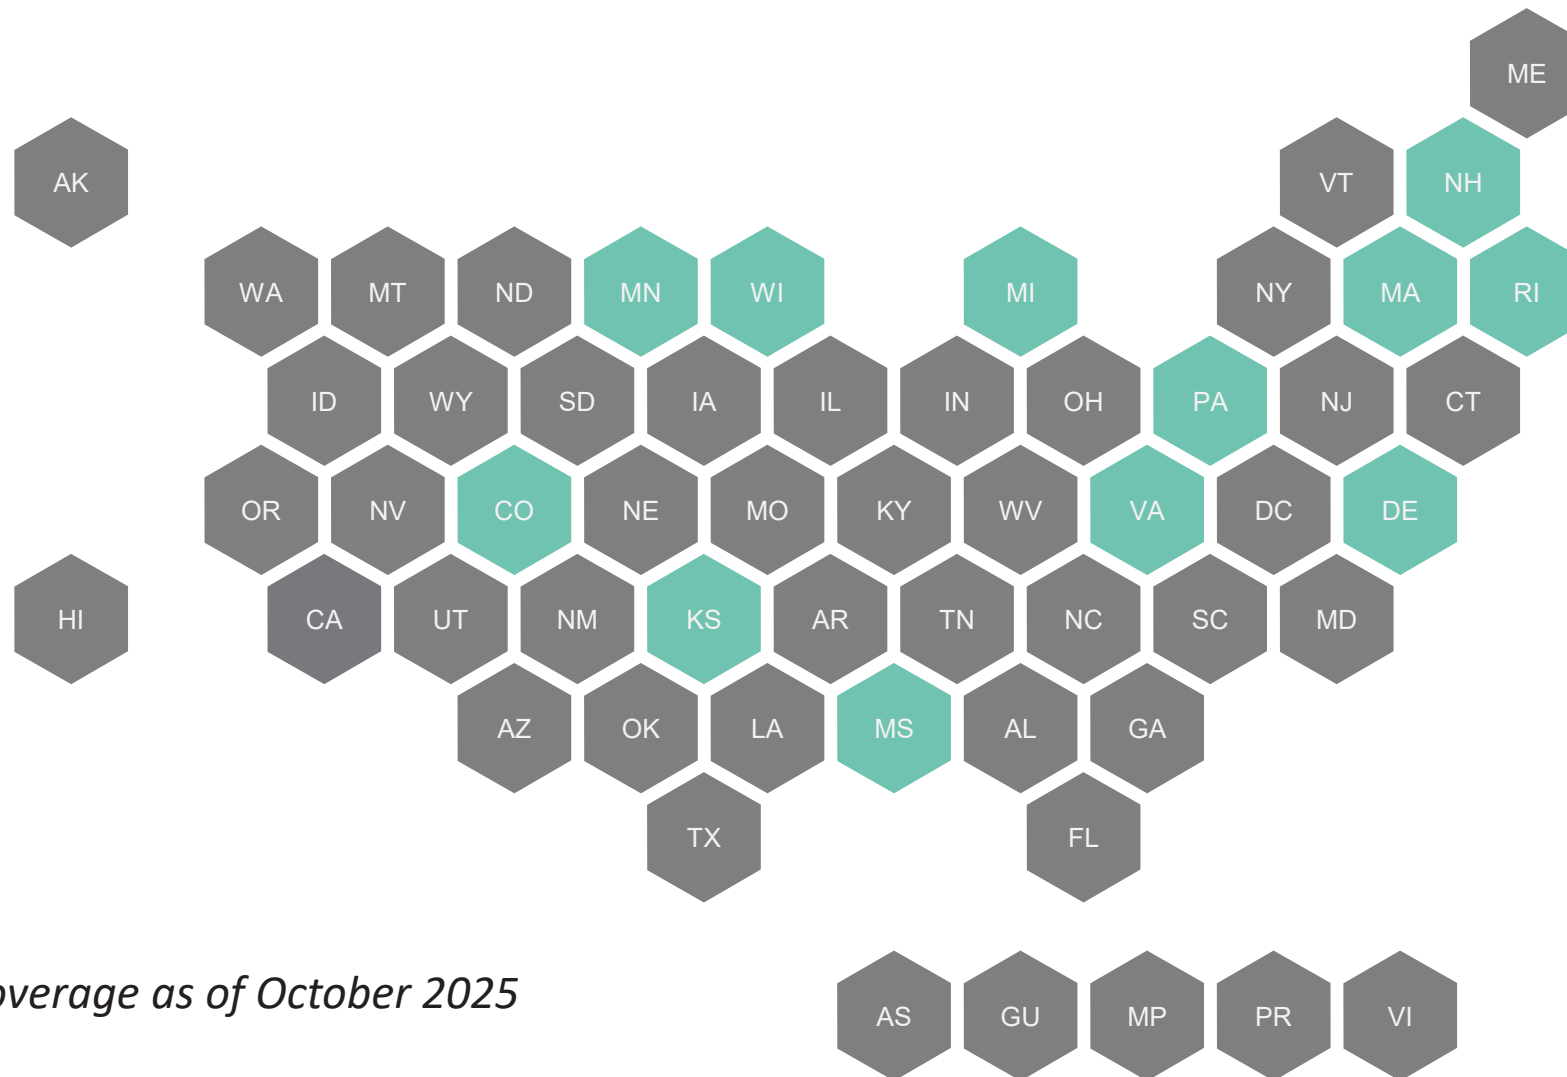 ME
AK VT NH
WA MT ND MN WI MI NY MA RI
ID WY SD IA IL IN OH PA NJ CT
OR NV CO NE MO KY WV VA DC DE
HI CA UT NM KS AR TN NC SC MD
AZ OK LA MS AL GA
TX FL
overage as of October 2025
AS GU MP PR VI